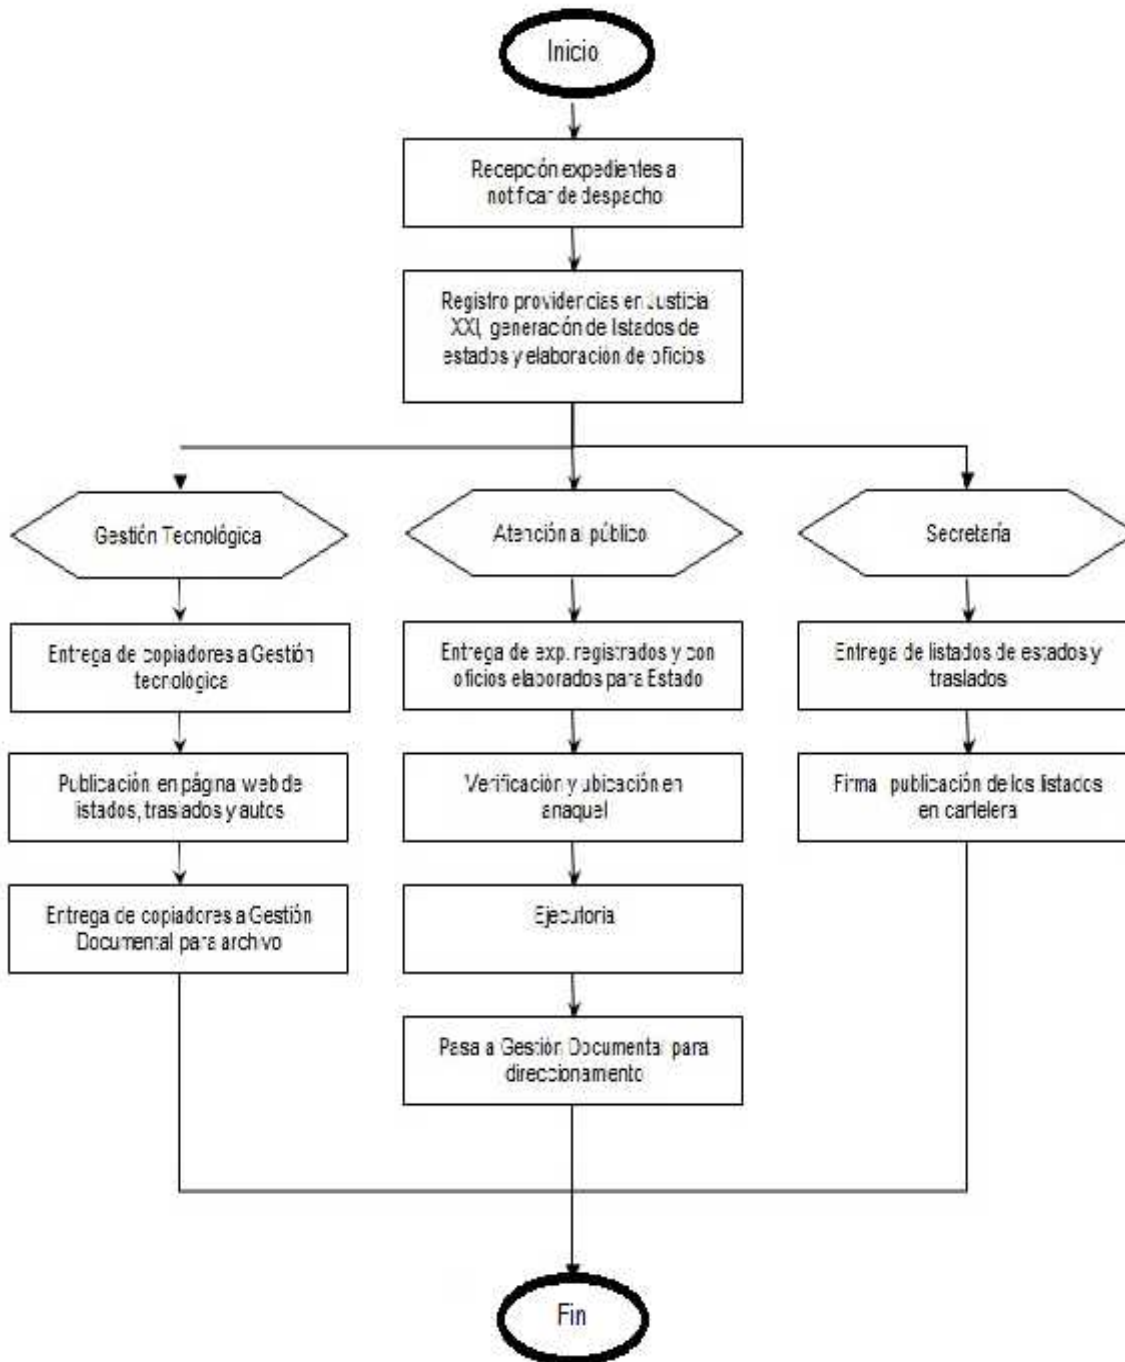 Inicio
Recepción expedientes a
notificar de despacho
Registro providencias en Justicia
XXI, generación de listados de
estados y elaboración de oficios
Gestión Tecnológica
Atención al público
Secretaría
Entrega de copiadores a Gestión
tecnológica
Publicación en página web de
listados, traslados y autos
Entrega de copiadores a Gestión
Documental para archivo
Entrega de exp. registrados y con
oficios elaborados para Estado
Verificación y ubicación en
anaquel
Ejecutoria
Pasa a Gestión Documental para
direccionamento
Entrega de listados de estados y
traslados
Firma publicación de los listados
en cartelera
Fin